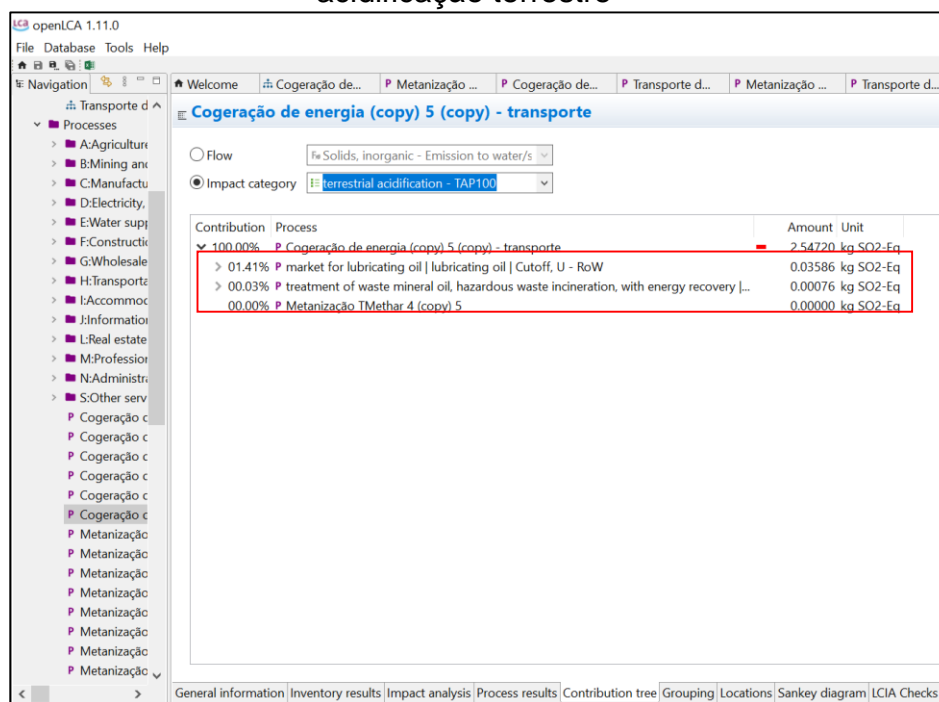 acidificação terrestre
openLCA 1.11.0
File Database Tools Help
Navigation
Welcome Cogeração de... P Metanização ... P Cogeração de... P Transporte d... P Metanização ... P Transporte d...
Transporte d
Processes
A:Agriculture
B:Mining and
C:Manufactu
D:Electricity,
E:Water supp
F:Constructic
G:Wholesale
H:Transporta
I:Accommod
J:Information
L:Real estate
M:Profession
N:Administra
S:Other serv
P Cogeração c
P Cogeração c
P Cogeração c
P Cogeração c
P Cogeração c
P Cogeração c
P Metanização
P Metanização
P Metanização
P Metanização
P Metanização
P Metanização
P Metanização
P Metanização
Cogeração de energia (copy) 5 (copy) - transporte
Flow Solids, inorganic - Emission to water/s
Impact category terrestrial acidification - TAP100
Contribution Process Amount Unit
100.00% P Cogeração de energia (copy) 5 (copy) - transporte 2.54720 kg SO2-Eq
01.41% P market for lubricating oil | lubricating oil | Cutoff, U - RoW 0.03586 kg SO2-Eq
00.03% P treatment of waste mineral oil, hazardous waste incineration, with energy recovery |... 0.00076 kg SO2-Eq
00.00% P Metanização TMethar 4 (copy) 5 0.00000 kg SO2-Eq
General information Inventory results Impact analysis Process results Contribution tree Grouping Locations Sankey diagram LCIA Checks